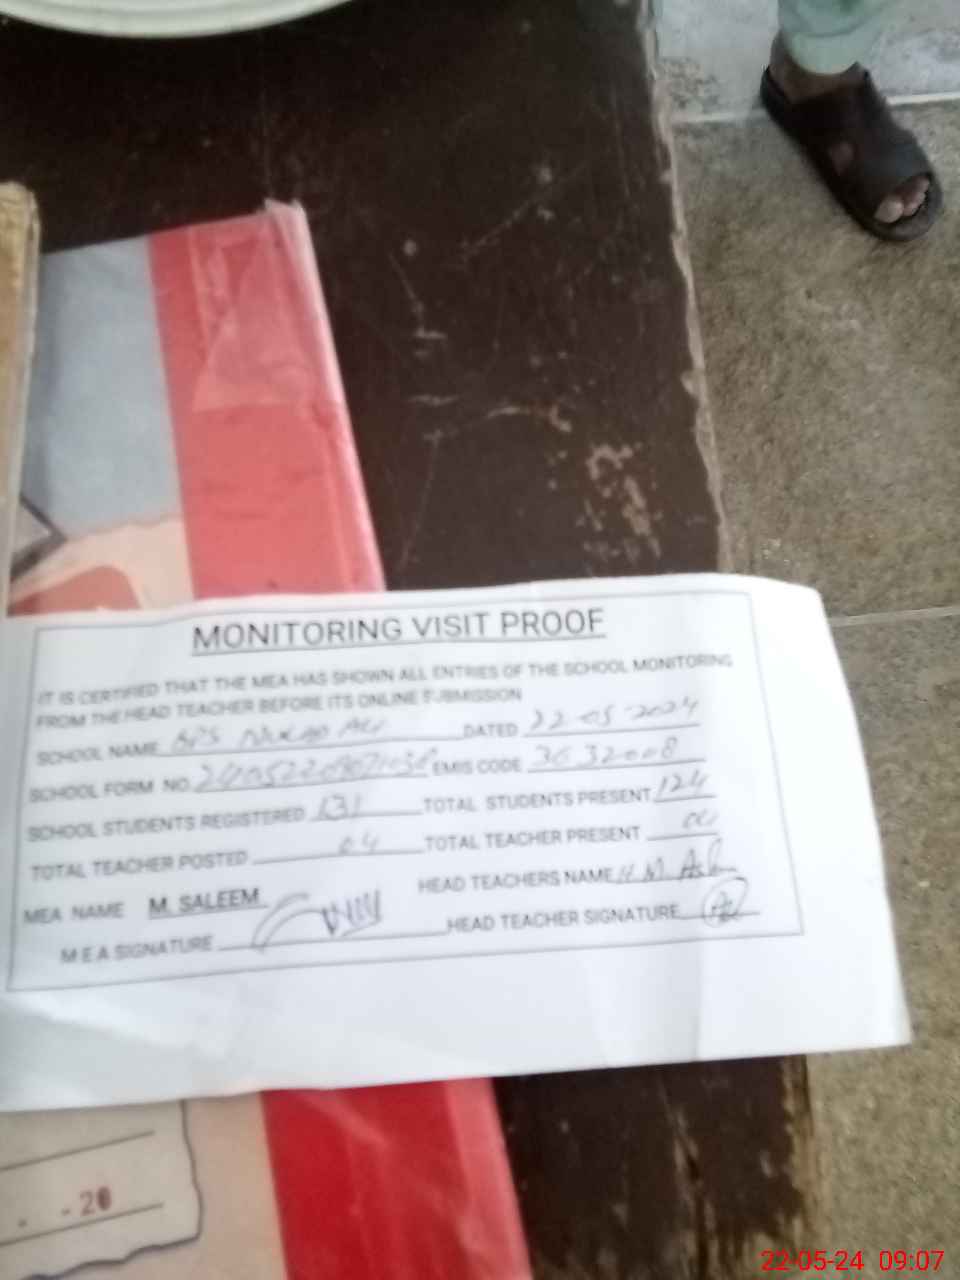 MONITORING VISIT PROOF
IT IS CERTIFIED THAT THE MEA HAS SHOWN ALL ENTRIES OF THE SCHOOL MONITORING
FROM THE HEAD TEACHER BEFORE ITS ONLINE SUBMISSION
SCHOOL NAME DATED 22-05-2024
SCHOOL FORM NO. EMIS CODE 36320008
SCHOOL STUDENTS REGISTERED 131 TOTAL STUDENTS PRESENT 124
TOTAL TEACHER POSTED 04 TOTAL TEACHER PRESENT 04
MEA NAME M. SALEEM HEAD TEACHERS NAME H.M.
M E A SIGNATURE HEAD TEACHER SIGNATURE
- 20
22-05-24 09:07